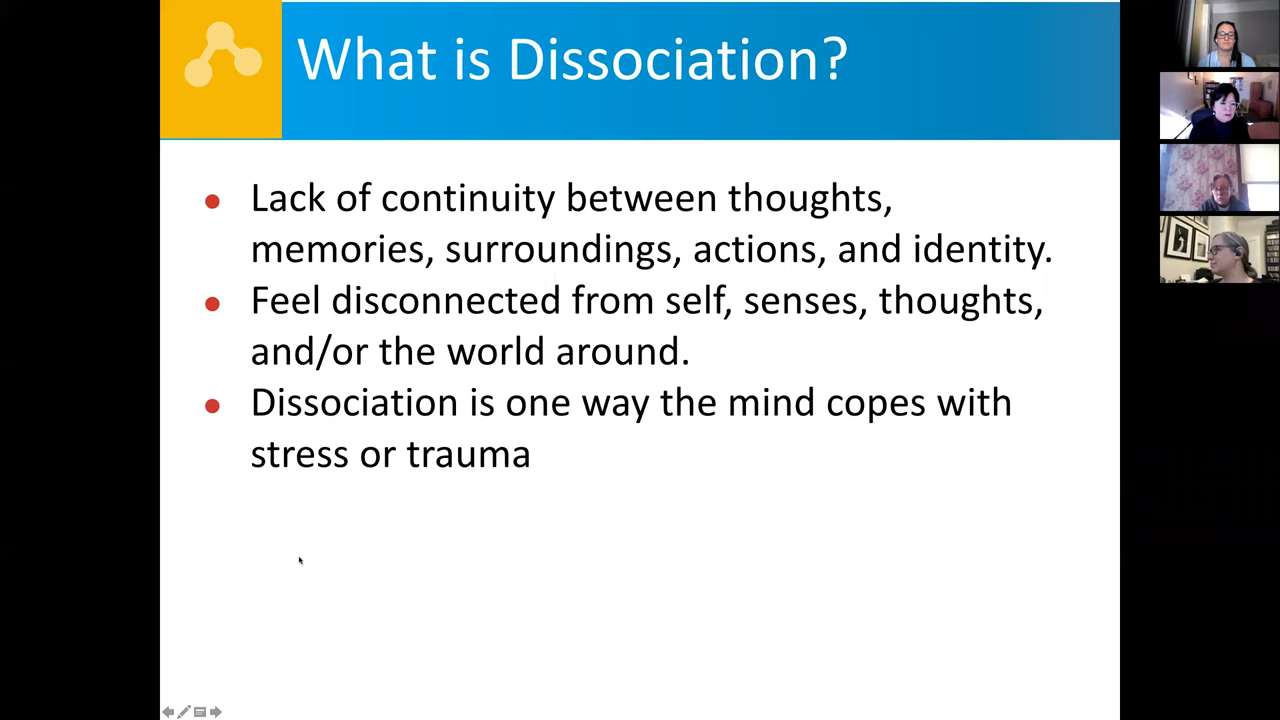 What is Dissociation?
Lack of continuity between thoughts,
memories, surroundings, actions, and identity.
Feel disconnected from self, senses, thoughts,
and/or the world around.
Dissociation is one way the mind copes with
stress or trauma